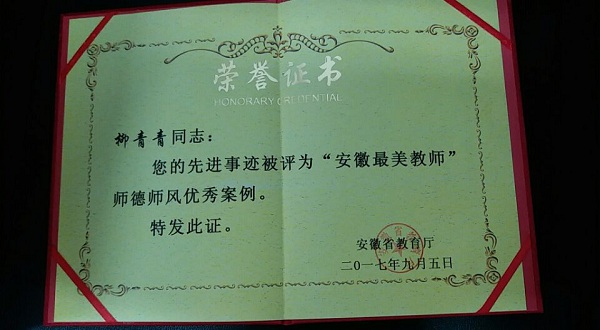 荣誉证书
HONORARY CREDENTIAL
柳青青同志：
您的先进事迹被评为“安徽最美教师”
师德师风优秀案例。
特发此证。
安徽省教育厅
二〇一七年九月五日